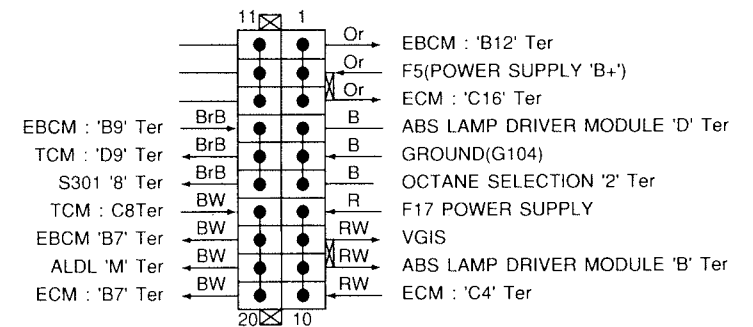 11 1
Or EBCM : 'B12' Ter
Or F5(POWER SUPPLY 'B+')
Or ECM : 'C16' Ter
EBCM : 'B9' Ter BrB B ABS LAMP DRIVER MODULE 'D' Ter
TCM : 'D9' Ter BrB B GROUND(G104)
S301 '8'Ter BrB B OCTANE SELECTION '2' Ter
TCM : C8Ter BW R F17 POWER SUPPLY
EBCM 'B7' Ter BW RW VGIS
ALDL 'M' Ter BW RW ABS LAMP DRIVER MODULE 'B' Ter
ECM : 'B7' Ter BW RW ECM : 'C4' Ter
20 10